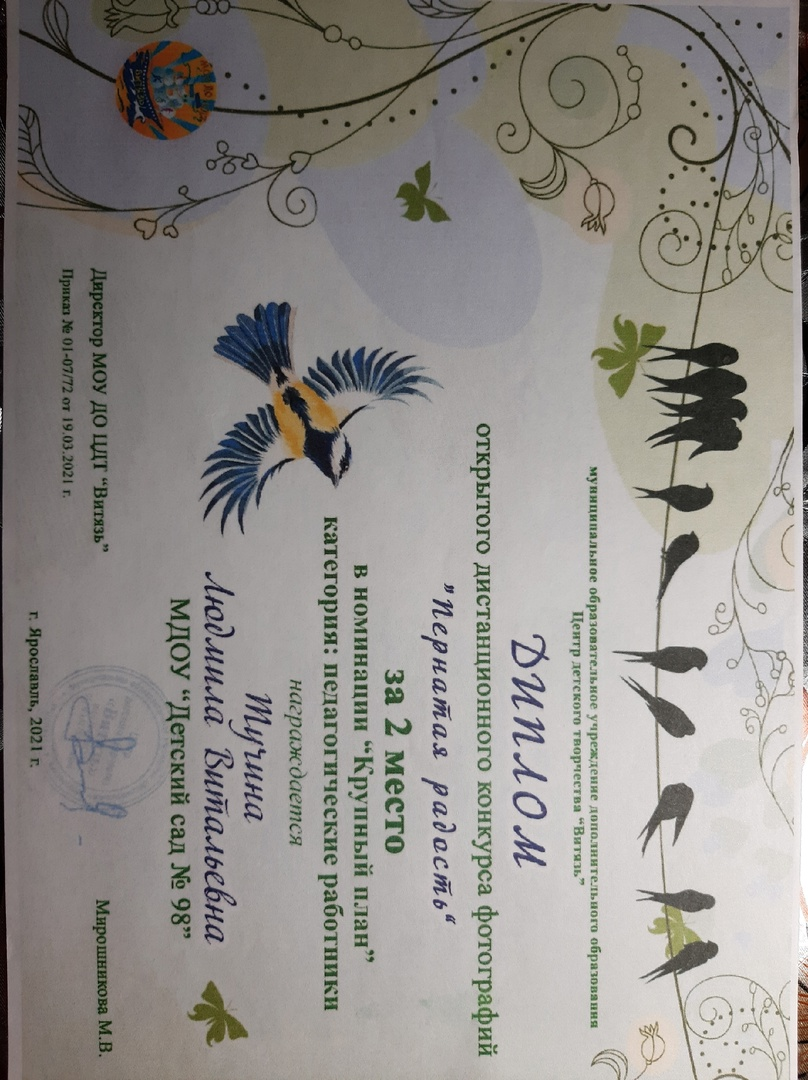 муниципальное образовательное учреждение дополнительного образования
Центр детского творчества “Витязь”
ДИПЛОМ
открытого дистанционного конкурса фотографий
„Пернатая радость“
за 2 место
в номинации “Крупный план”
категория: педагогические работники
награждается
Тучина
Людмила Витальевна
МДОУ “Детский сад № 98”
Директор МОУ ДО ЦДТ “Витязь”
Мирошникова М.В.
Приказ № 01-07/72 от 19.03.2021 г.
г. Ярославль, 2021 г.